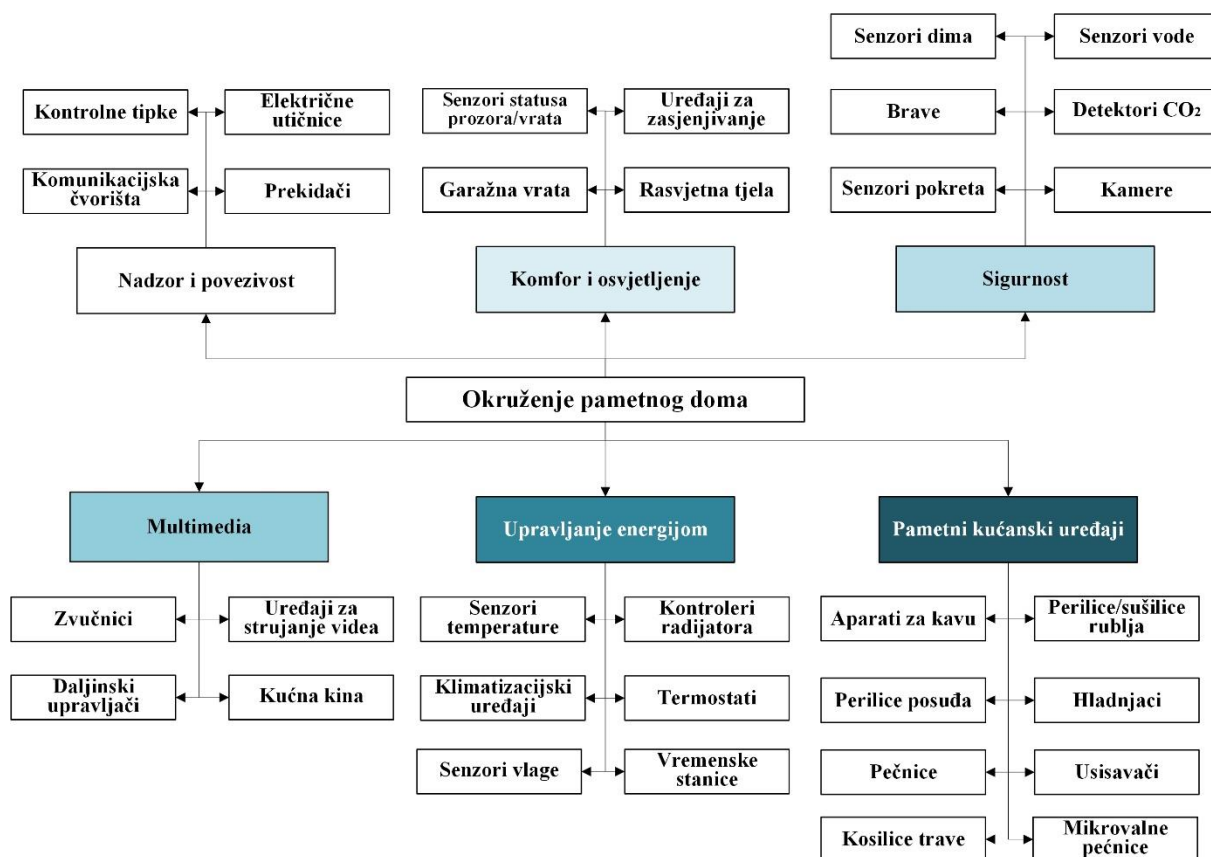 Senzori dima
Senzori vode
Kontrolne tipke
Električne
utičnice
Senzori statusa
prozora/vrata
Uređaji za
zasjenjivanje
Brave
Detektori CO₂
Komunikacijska
čvorišta
Prekidači
Garažna vrata
Rasvjetna tjela
Senzori pokreta
Kamere
Nadzor i povezivost
Komfor i osvjetljenje
Sigurnost
Okruženje pametnog doma
Multimedia
Upravljanje energijom
Pametni kućanski uređaji
Zvučnici
Uređaji za
strujanje videa
Senzori
temperature
Kontroleri
radijatora
Aparati za kavu
Perilice/sušilice
rublja
Daljinski
upravljači
Kućna kina
Klimatizacijski
uređaji
Termostati
Perilice posuđa
Hladnjaci
Senzori vlage
Vremenske
stanice
Pečnice
Usisavači
Kosilice trave
Mikrovalne
pećnice